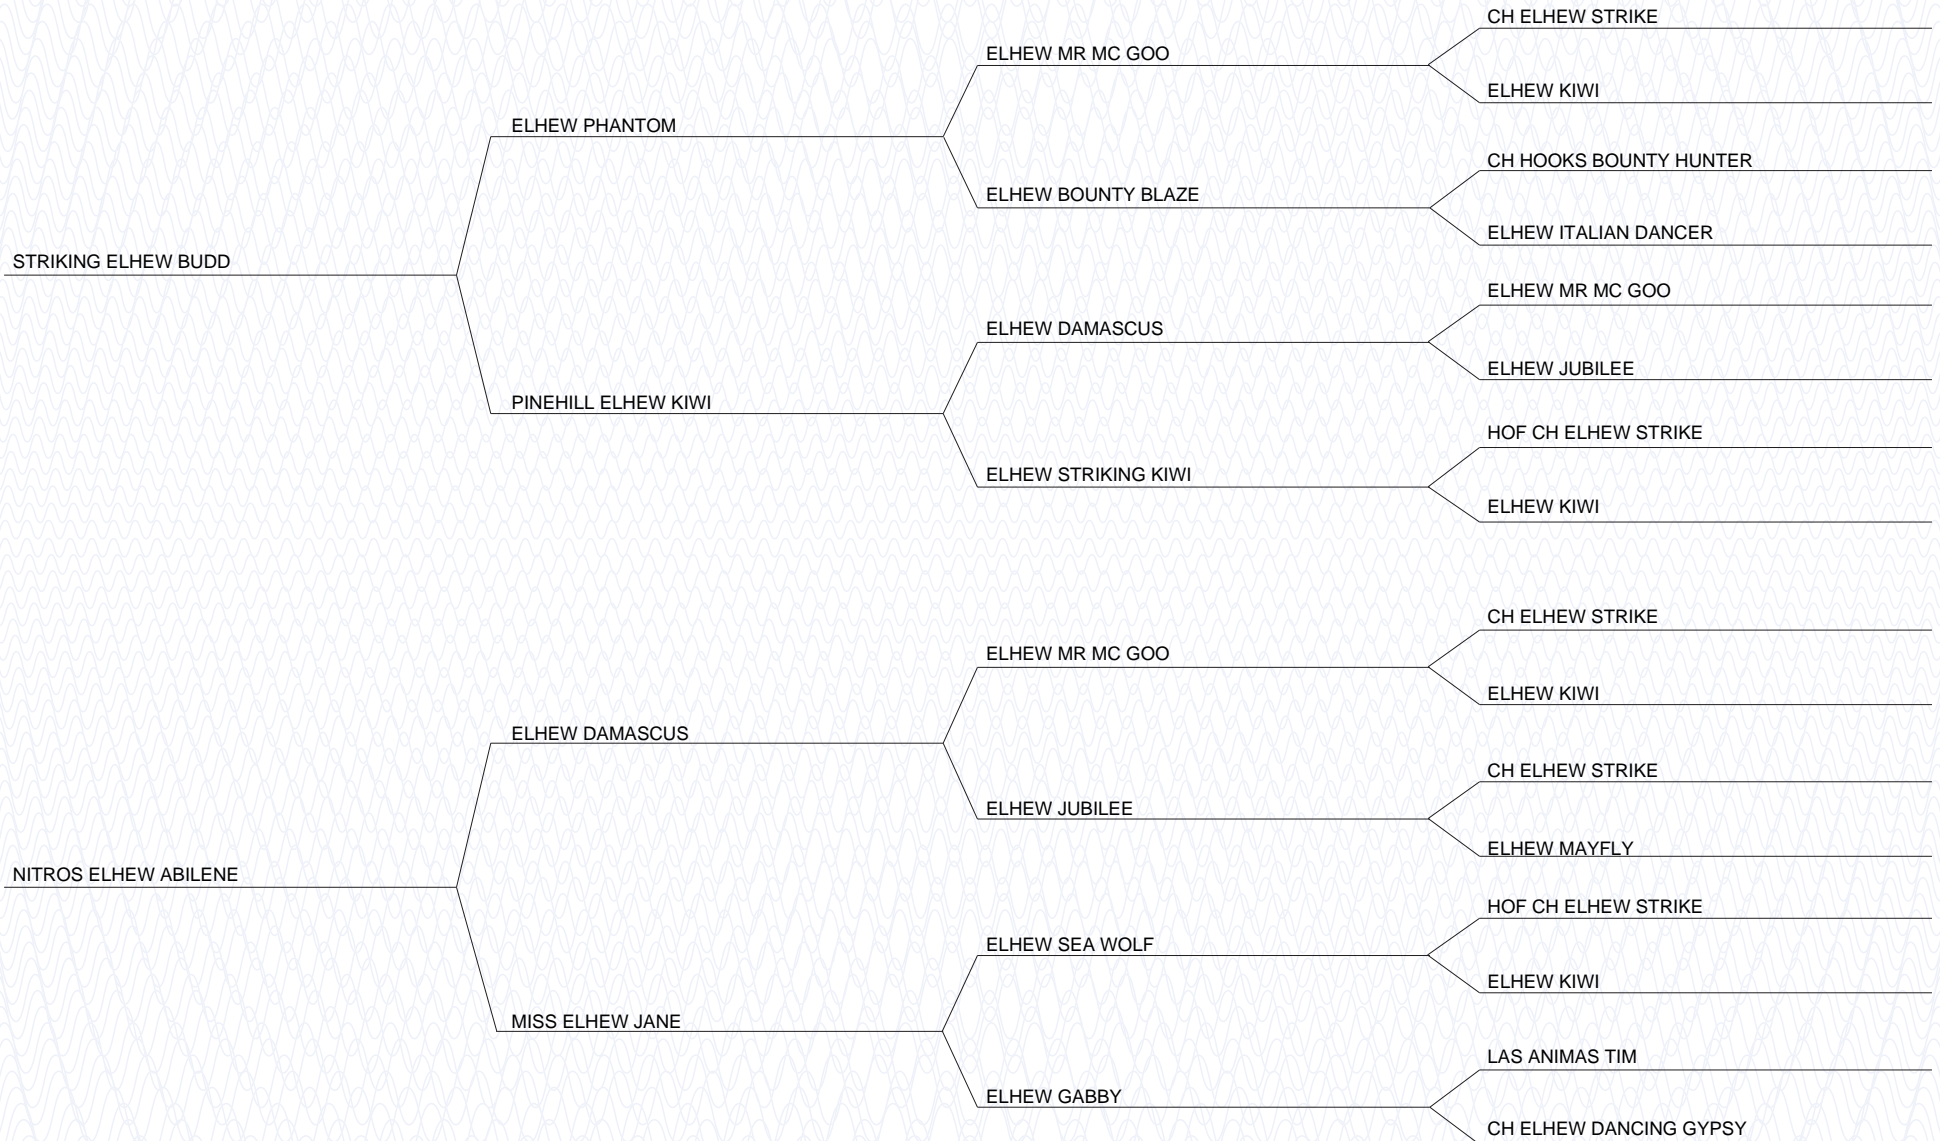 CH ELHEW STRIKE
ELHEW MR MC GOO
ELHEW KIWI
ELHEW PHANTOM
CH HOOKS BOUNTY HUNTER
ELHEW BOUNTY BLAZE
ELHEW ITALIAN DANCER
STRIKING ELHEW BUDD
ELHEW MR MC GOO
ELHEW DAMASCUS
ELHEW JUBILEE
PINEHILL ELHEW KIWI
HOF CH ELHEW STRIKE
ELHEW STRIKING KIWI
ELHEW KIWI
CH ELHEW STRIKE
ELHEW MR MC GOO
ELHEW KIWI
ELHEW DAMASCUS
CH ELHEW STRIKE
ELHEW JUBILEE
ELHEW MAYFLY
NITROS ELHEW ABILENE
HOF CH ELHEW STRIKE
ELHEW SEA WOLF
ELHEW KIWI
MISS ELHEW JANE
LAS ANIMAS TIM
ELHEW GABBY
CH ELHEW DANCING GYPSY